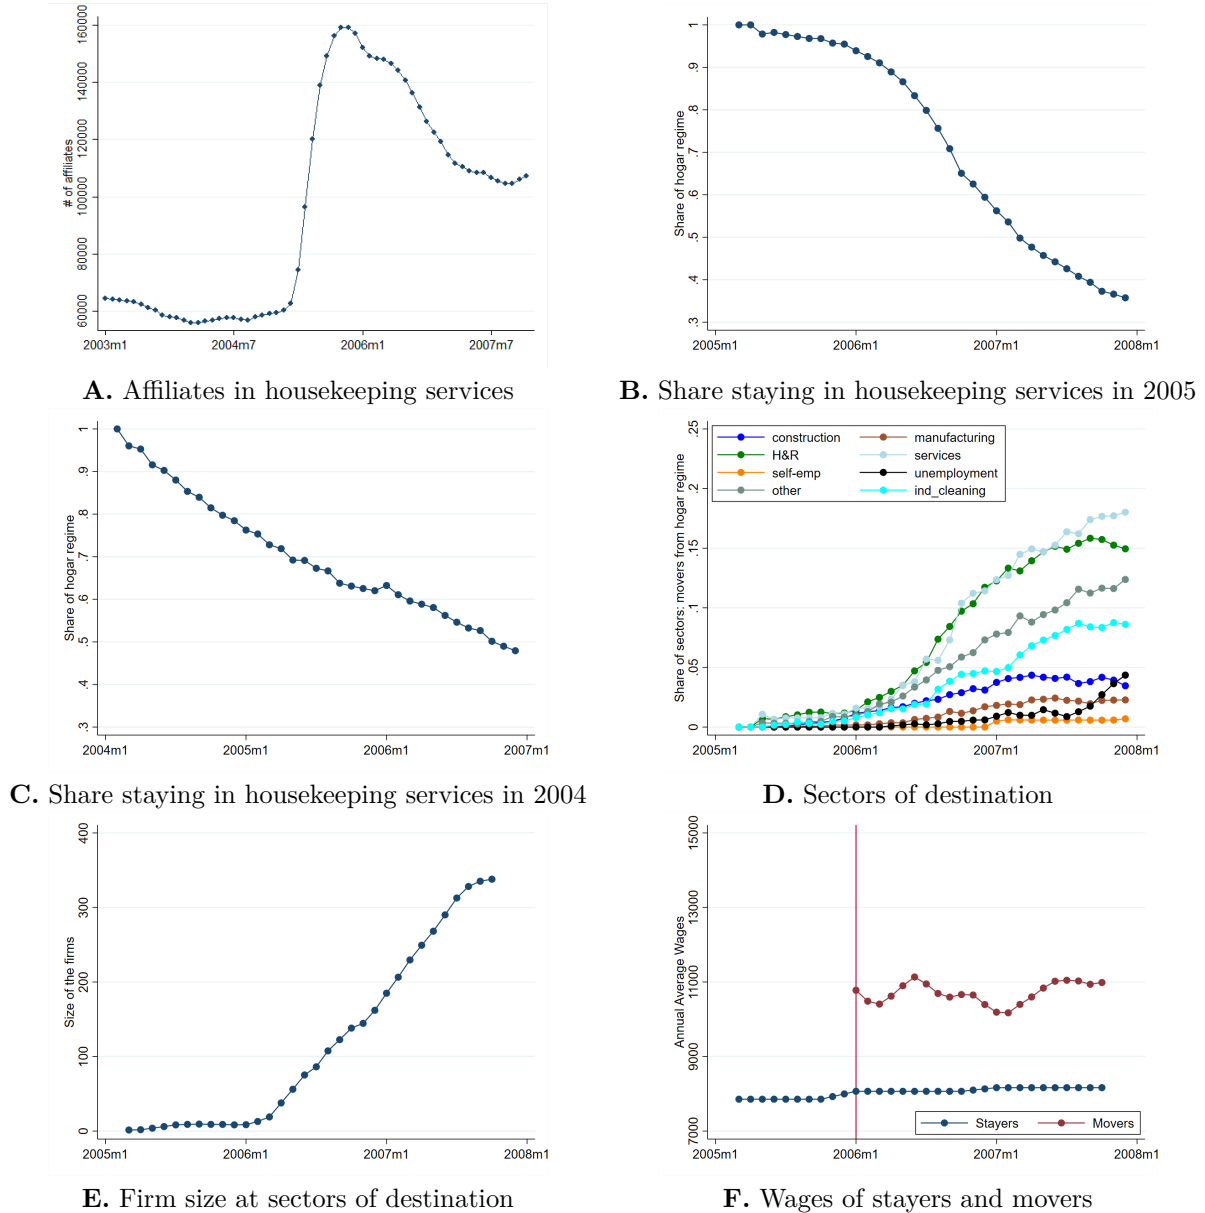 # of affiliates
160000
140000
120000
100000
80000
60000
2003m1 2004m7 2006m1 2007m7
A. Affiliates in housekeeping services
Share of hogar regime
1
.9
.8
.7
.6
.5
.4
.3
2005m1 2006m1 2007m1 2008m1
B. Share staying in housekeeping services in 2005
Share of hogar regime
1
.9
.8
.7
.6
.5
.4
.3
2004m1 2005m1 2006m1 2007m1
C. Share staying in housekeeping services in 2004
Share of sectors: movers from hogar regime
.25
.2
.15
.1
.05
0
construction manufacturing
H&R services
self-emp unemployment
other ind_cleaning
2005m1 2006m1 2007m1 2008m1
D. Sectors of destination
Size of the firms
400
300
200
100
0
2005m1 2006m1 2007m1 2008m1
E. Firm size at sectors of destination
Annual Average Wages
15000
13000
11000
9000
7000
Stayers Movers
2005m1 2006m1 2007m1 2008m1
F. Wages of stayers and movers